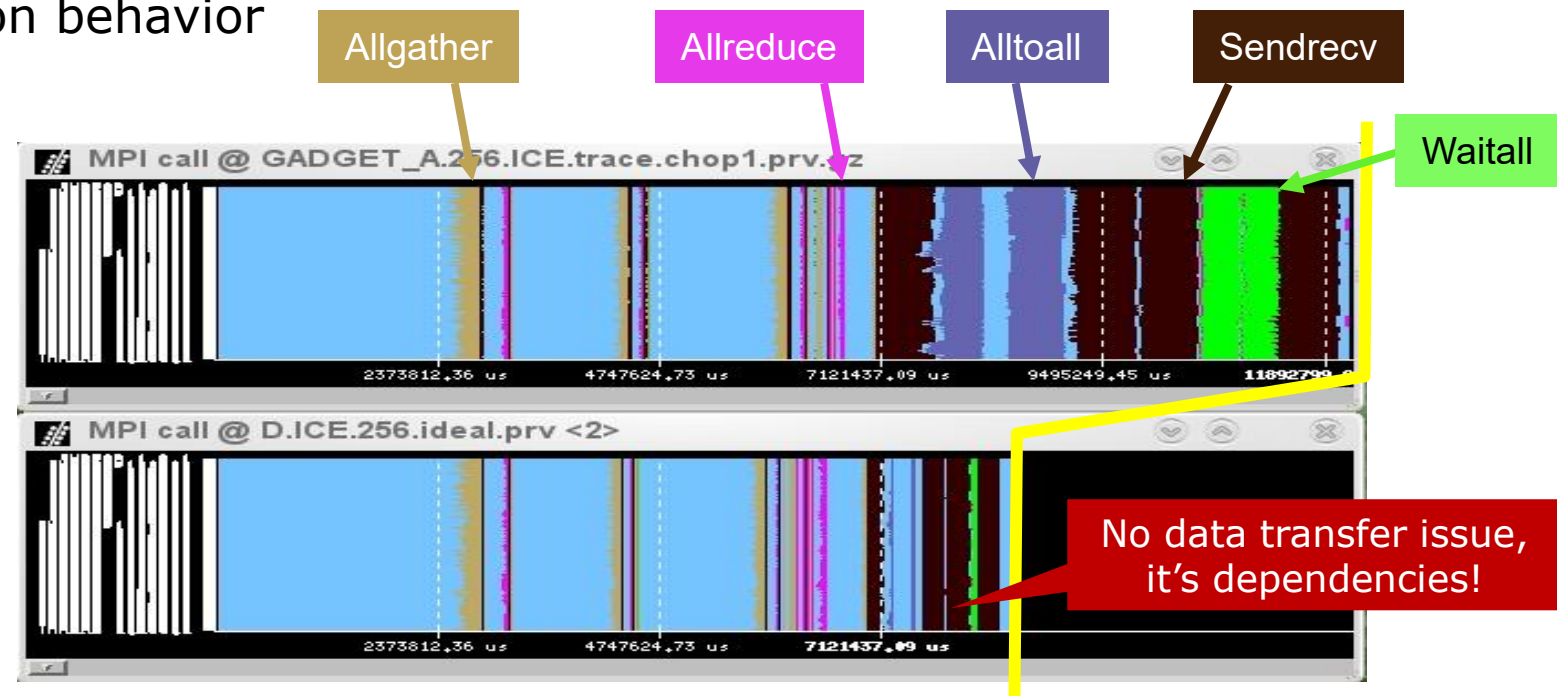 on behavior
Allgather
Allreduce
Alltoall
Sendrecv
Waitall
MPI call @ GADGET_A.256.ICE.trace.chop1.prv.gz
2373812,36 us
4747624,73 us
7121437,09 us
9495249,45 us
11892799
MPI call @ D.ICE.256.ideal.prv <2>
No data transfer issue,
it's dependencies!
2373812,36 us
4747624,73 us
7121437,09 us